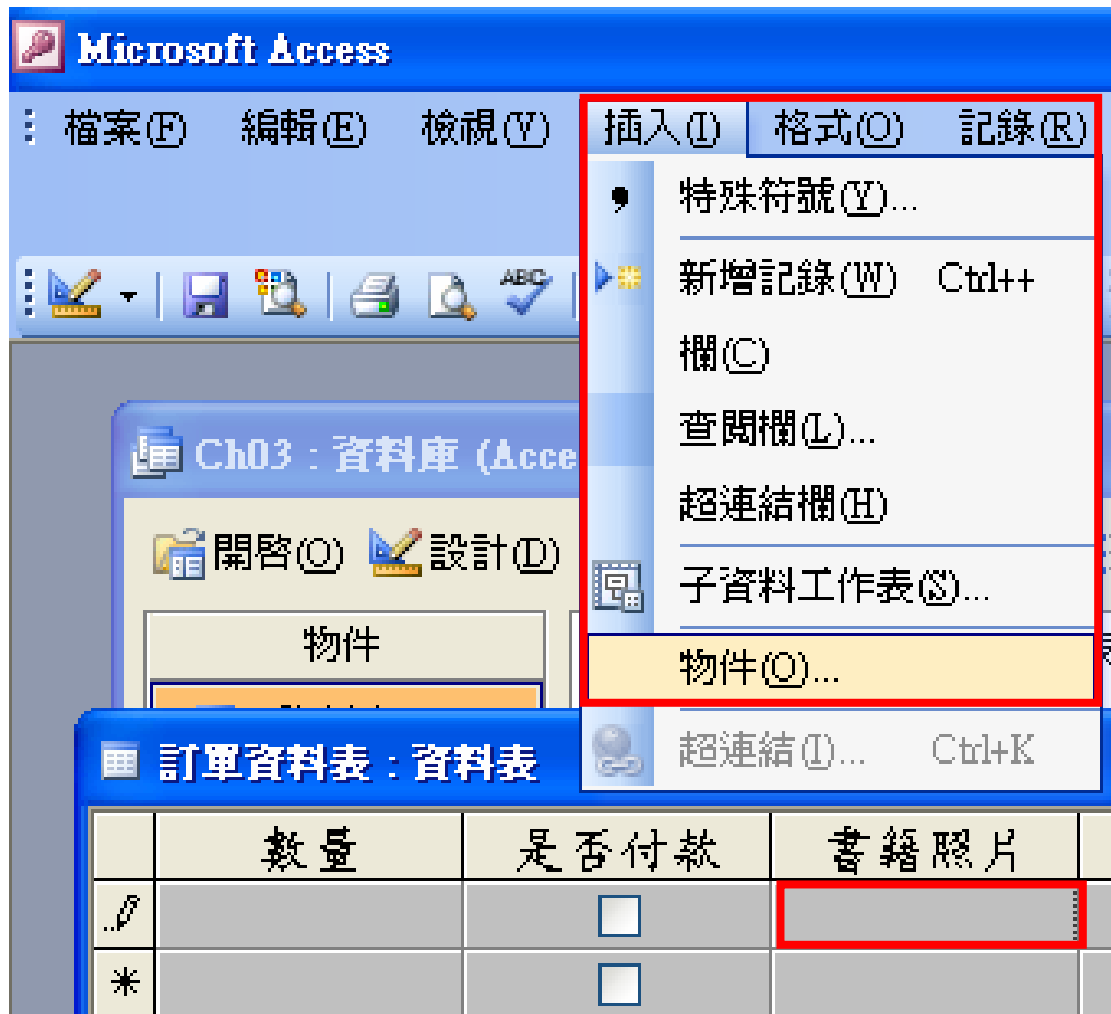 Microsoft Access
檔案(F) 編輯(E) 檢視(V) 插入(I) 格式(O) 記錄(R)
特殊符號(Y)...
ABC
新增記錄(W) Ctrl++
欄(C)
查閱欄(L)...
超連結欄(H)
子資料工作表(S)...
物件(O)...
超連結(I)... Ctrl+K
Ch03 : 資料庫 (Acce
開啓(O) 設計(D)
物件
訂單資料表 : 資料表
數量 是否付款 書籍照片